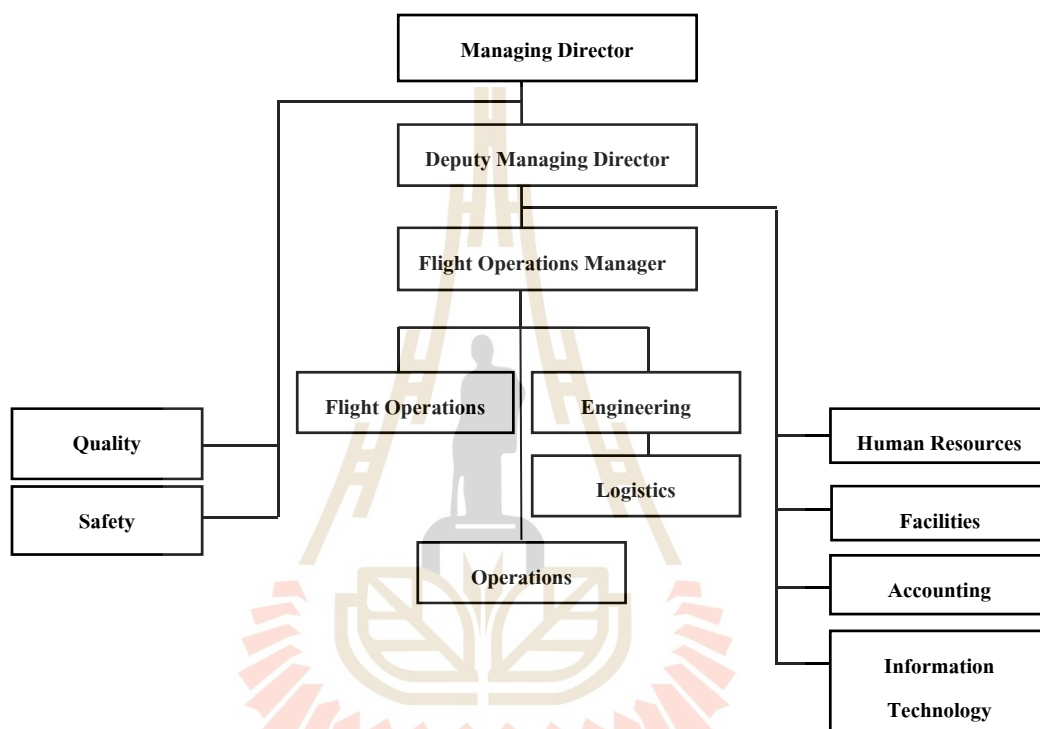 Managing Director
Deputy Managing Director
Flight Operations Manager
Flight Operations
Engineering
Quality
Human Resources
Logistics
Safety
Facilities
Operations
Accounting
Information
Technology